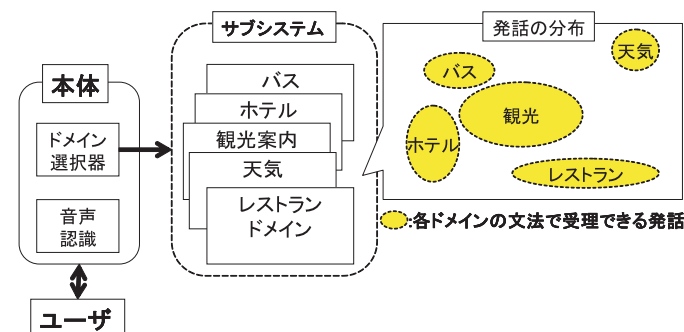 本体
ドメイン
選択器
音声
認識
ユーザ
サブシステム
バス
ホテル
観光案内
天気
レストラン
ドメイン
発話の分布
天気
バス
観光
ホテル
レストラン
:各ドメインの文法で受理できる発話